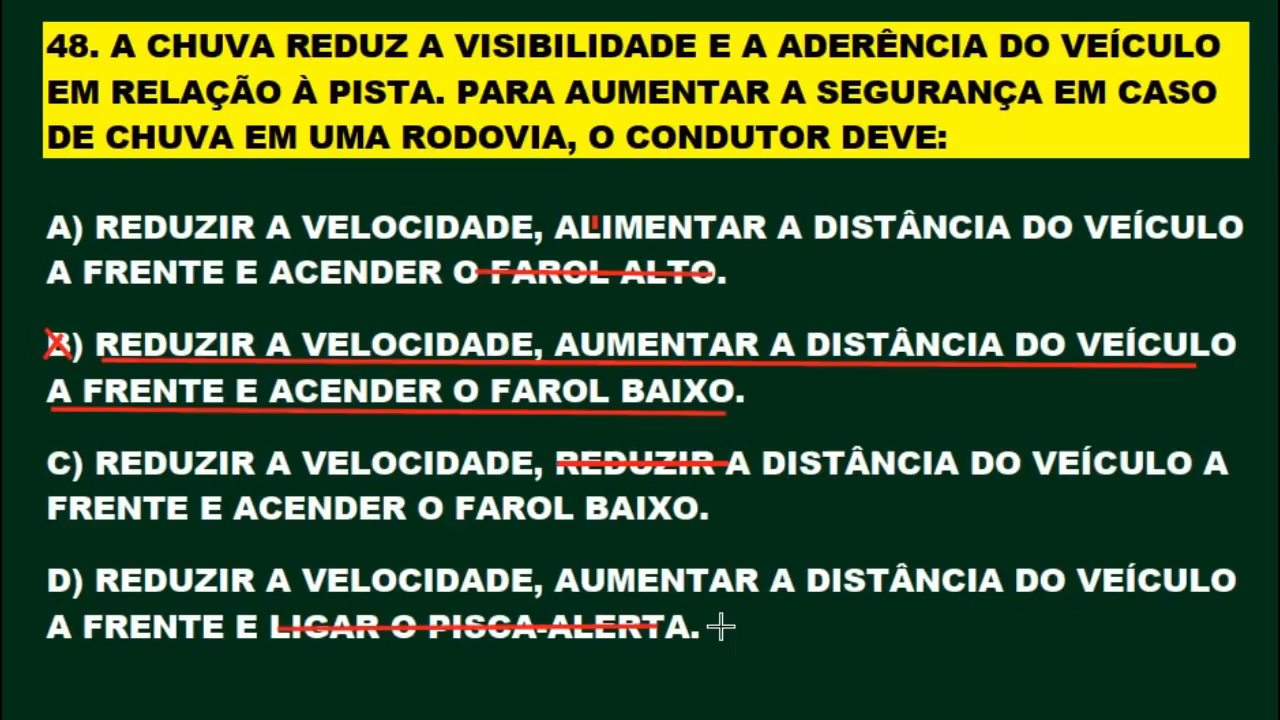 48. A CHUVA REDUZ A VISIBILIDADE E A ADERÊNCIA DO VEÍCULO
EM RELAÇÃO À PISTA. PARA AUMENTAR A SEGURANÇA EM CASO
DE CHUVA EM UMA RODOVIA, O CONDUTOR DEVE:
A) REDUZIR A VELOCIDADE, ALIMENTAR A DISTÂNCIA DO VEÍCULO
A FRENTE E ACENDER O FAROL ALTO.
B) REDUZIR A VELOCIDADE, AUMENTAR A DISTÂNCIA DO VEÍCULO
A FRENTE E ACENDER O FAROL BAIXO.
C) REDUZIR A VELOCIDADE, REDUZIR A DISTÂNCIA DO VEÍCULO A
FRENTE E ACENDER O FAROL BAIXO.
D) REDUZIR A VELOCIDADE, AUMENTAR A DISTÂNCIA DO VEÍCULO
A FRENTE E LIGAR O PISCA-ALERTA.